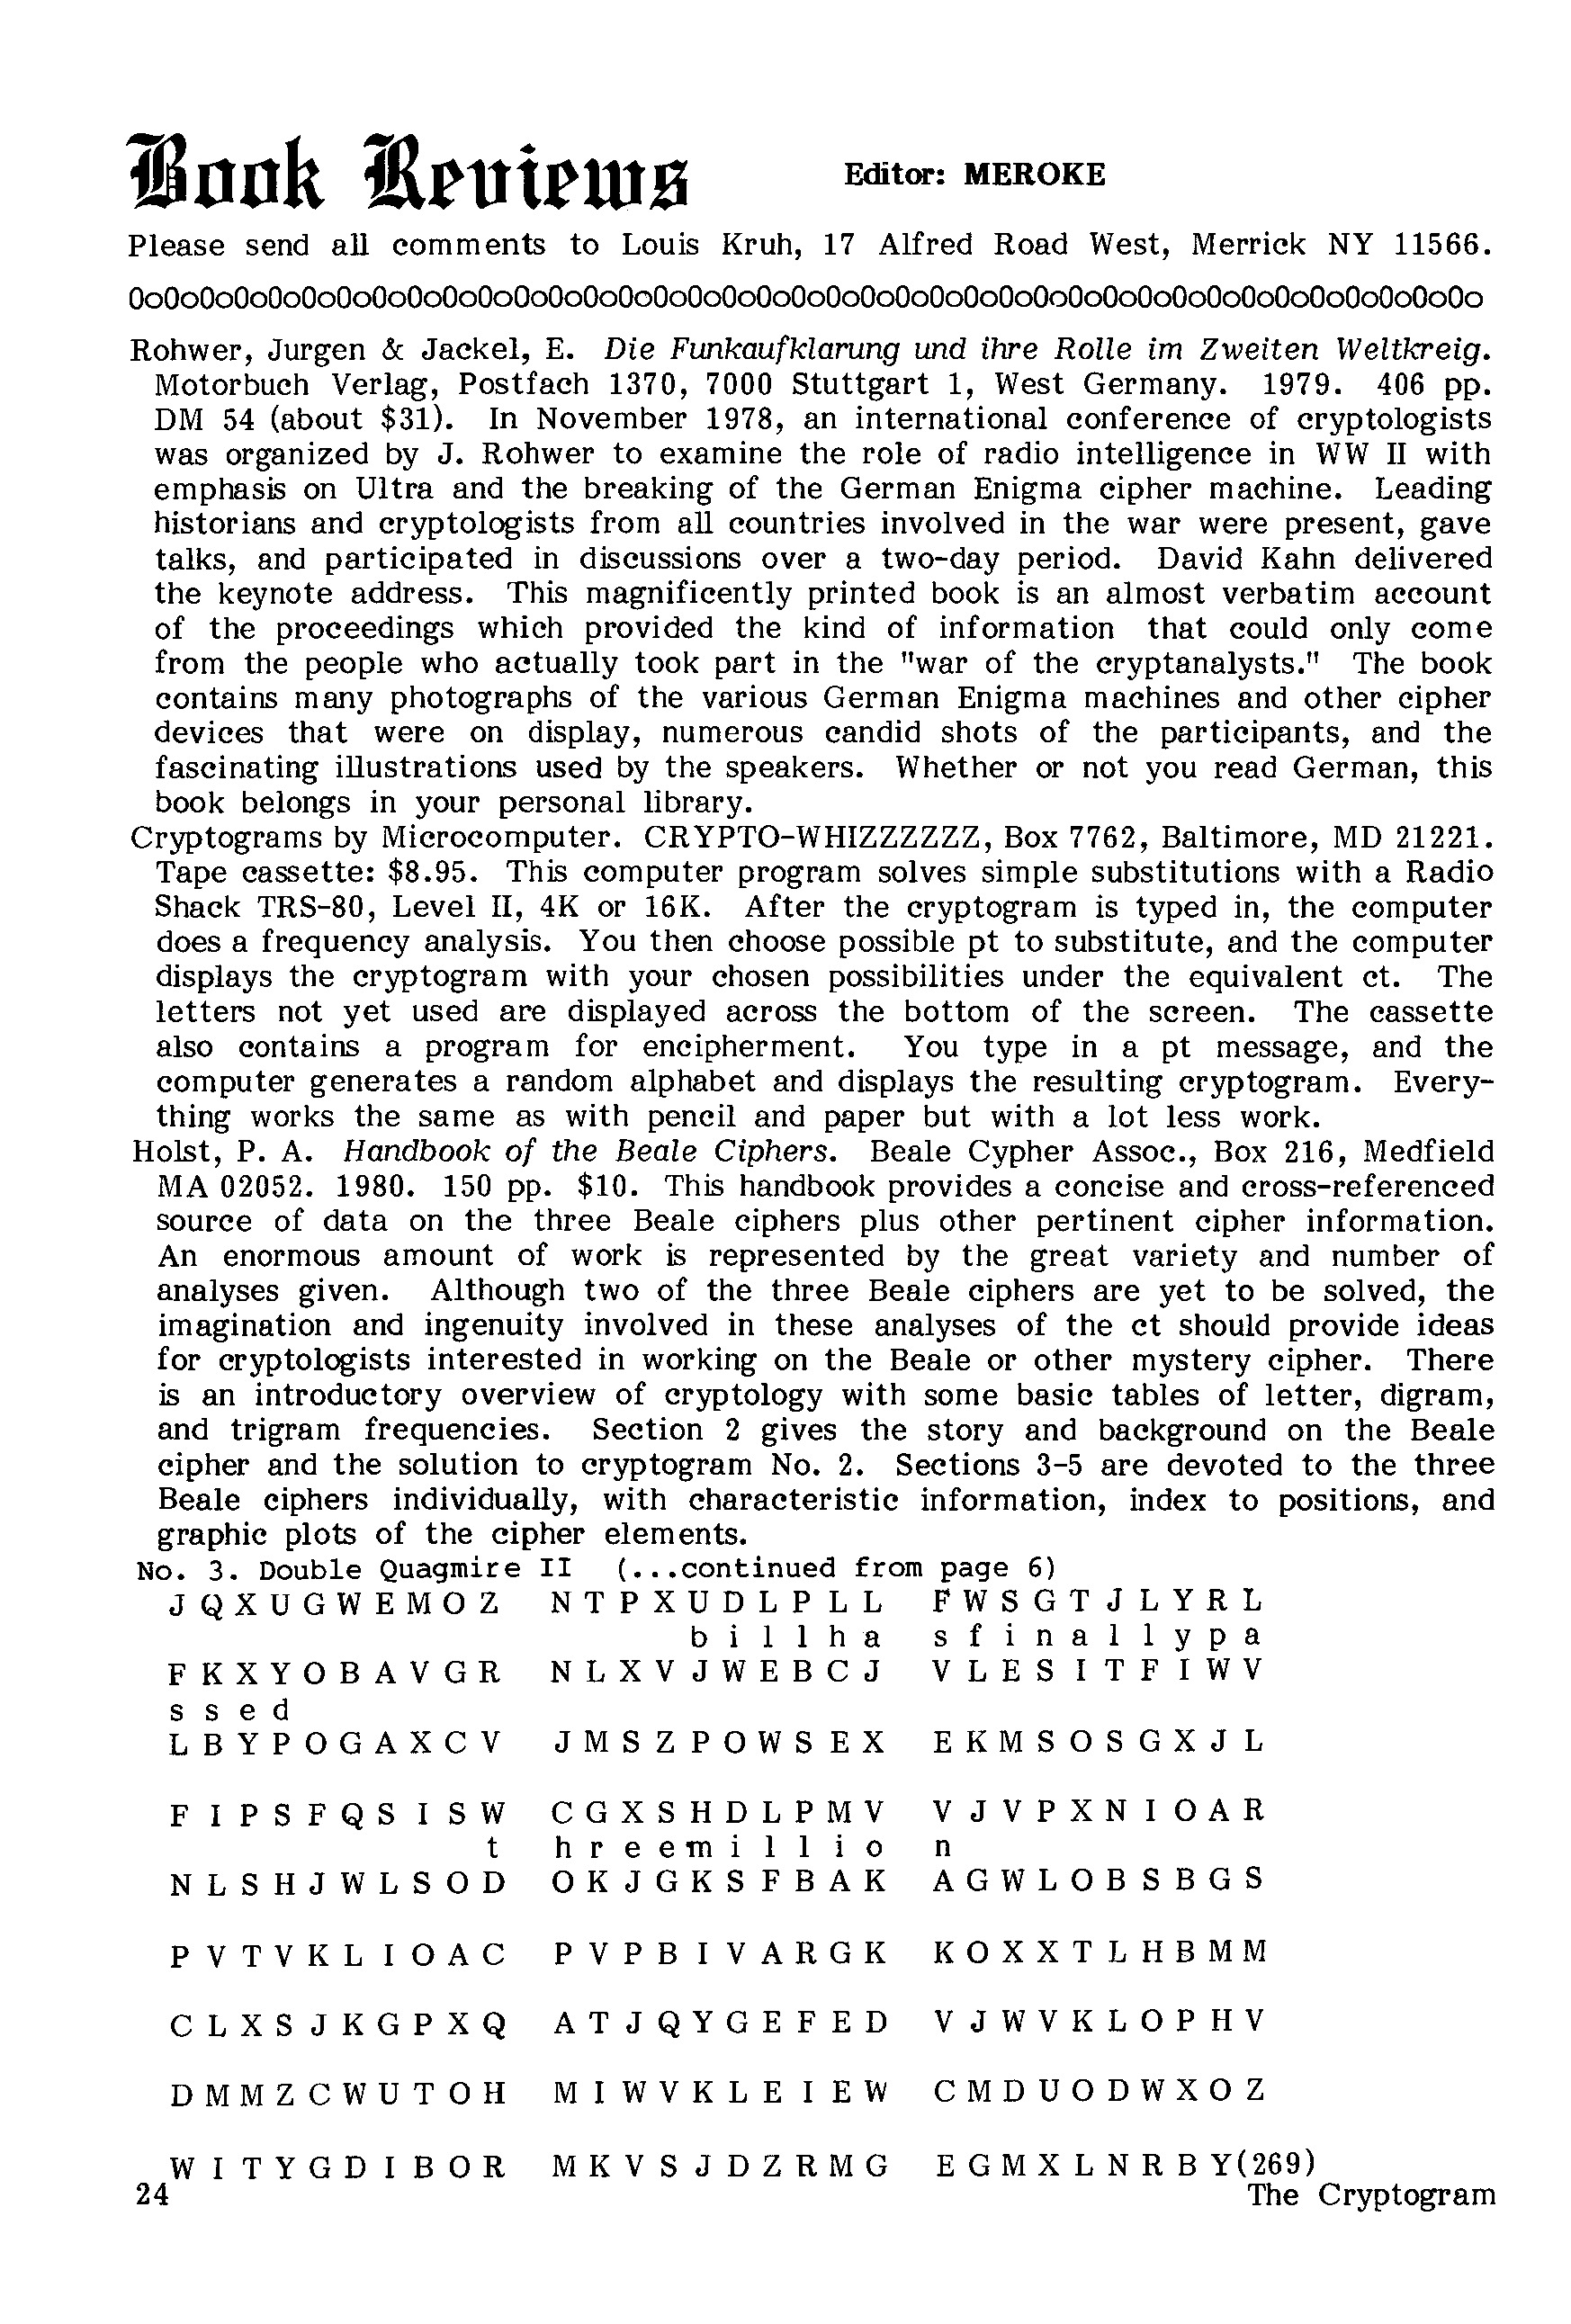 Book Reviews Editor: MEROKE
Please send all comments to Louis Kruh, 17 Alfred Road West, Merrick NY 11566.
OoOoOoOoOoOoOoOoOoOoOoOoOoOoOoOoOoOoOoOoOoOoOoOoOoOoOoOoOoOoOoOoOoOoOoOoOoOo
Rohwer, Jurgen & Jackel, E. Die Funkaufklarung und ihre Rolle im Zweiten Weltkreig.
Motorbuch Verlag, Postfach 1370, 7000 Stuttgart 1, West Germany. 1979. 406 pp.
DM 54 (about $31). In November 1978, an international conference of cryptologists
was organized by J. Rohwer to examine the role of radio intelligence in WW II with
emphasis on Ultra and the breaking of the German Enigma cipher machine. Leading
historians and cryptologists from all countries involved in the war were present, gave
talks, and participated in discussions over a two-day period. David Kahn delivered
the keynote address. This magnificently printed book is an almost verbatim account
of the proceedings which provided the kind of information that could only come
from the people who actually took part in the "war of the cryptanalysts." The book
contains many photographs of the various German Enigma machines and other cipher
devices that were on display, numerous candid shots of the participants, and the
fascinating illustrations used by the speakers. Whether or not you read German, this
book belongs in your personal library.
Cryptograms by Microcomputer. CRYPTO-WHIZZZZZZ, Box 7762, Baltimore, MD 21221.
Tape cassette: $8.95. This computer program solves simple substitutions with a Radio
Shack TRS-80, Level II, 4K or 16K. After the cryptogram is typed in, the computer
does a frequency analysis. You then choose possible pt to substitute, and the computer
displays the cryptogram with your chosen possibilities under the equivalent ct. The
letters not yet used are displayed across the bottom of the screen. The cassette
also contains a program for encipherment. You type in a pt message, and the
computer generates a random alphabet and displays the resulting cryptogram. Every-
thing works the same as with pencil and paper but with a lot less work.
Holst, P. A. Handbook of the Beale Ciphers. Beale Cypher Assoc., Box 216, Medfield
MA 02052. 1980. 150 pp. $10. This handbook provides a concise and cross-referenced
source of data on the three Beale ciphers plus other pertinent cipher information.
An enormous amount of work is represented by the great variety and number of
analyses given. Although two of the three Beale ciphers are yet to be solved, the
imagination and ingenuity involved in these analyses of the ct should provide ideas
for cryptologists interested in working on the Beale or other mystery cipher. There
is an introductory overview of cryptology with some basic tables of letter, digram,
and trigram frequencies. Section 2 gives the story and background on the Beale
cipher and the solution to cryptogram No. 2. Sections 3-5 are devoted to the three
Beale ciphers individually, with characteristic information, index to positions, and
graphic plots of the cipher elements.
No. 3. Double Quagmire II (...continued from page 6)
J Q X U G W E M O Z N T P X U D L P L L F W S G T J L Y R L
b i l l h a s f i n a l l y p a
F K X Y O B A V G R N L X V J W E B C J V L E S I T F I W V
s s e d
L B Y P O G A X C V J M S Z P O W S E X E K M S O S G X J L
F I P S F Q S I S W C G X S H D L P M V V J V P X N I O A R
t h r e e m i l l i o n
N L S H J W L S O D O K J G K S F B A K A G W L O B S B G S
P V T V K L I O A C P V P B I V A R G K K O X X T L H B M M
C L X S J K G P X Q A T J Q Y G E F E D V J W V K L O P H V
D M M Z C W U T O H M I W V K L E I E W C M D U O D W X O Z
W I T Y G D I B O R M K V S J D Z R M G E G M X L N R B Y(269)
24 The Cryptogram